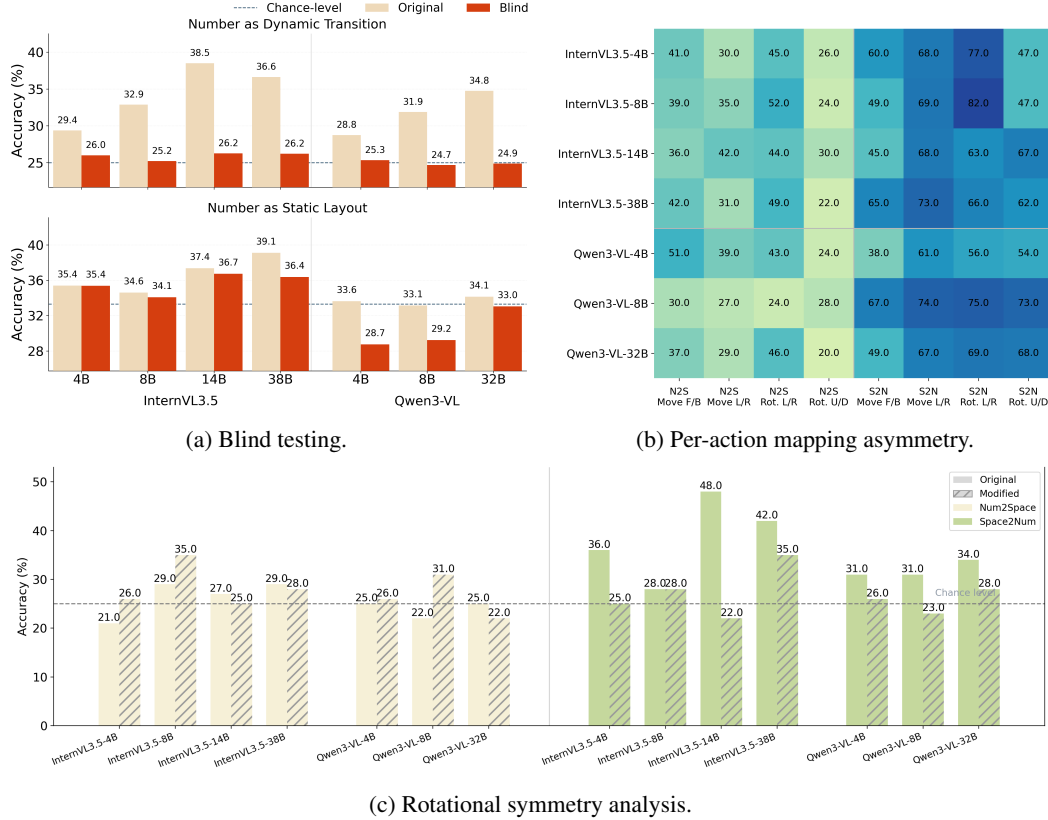 Chance-level Original Blind
Number as Dynamic Transition
Accuracy (%)
40
35
30
25
29.4 26.0 32.9 25.2 38.5 26.2 36.6 26.2 28.8 25.3 31.9 24.7 34.8 24.9
Number as Static Layout
Accuracy (%)
40
36
32
28
35.4 35.4 34.6 34.1 37.4 36.7 39.1 36.4 33.6 28.7 33.1 29.2 34.1 33.0
4B 8B 14B 38B 4B 8B 32B
InternVL3.5 Qwen3-VL
(a) Blind testing.
InternVL3.5-4B 41.0 30.0 45.0 26.0 60.0 68.0 77.0 47.0
InternVL3.5-8B 39.0 35.0 52.0 24.0 49.0 69.0 82.0 47.0
InternVL3.5-14B 36.0 42.0 44.0 30.0 45.0 68.0 63.0 67.0
InternVL3.5-38B 42.0 31.0 49.0 22.0 65.0 73.0 66.0 62.0
Qwen3-VL-4B 51.0 39.0 43.0 24.0 38.0 61.0 56.0 54.0
Qwen3-VL-8B 30.0 27.0 24.0 28.0 67.0 74.0 75.0 73.0
Qwen3-VL-32B 37.0 29.0 46.0 20.0 49.0 67.0 69.0 68.0
N2S N2S N2S N2S S2N S2N S2N S2N
Move F/B Move L/R Rot. L/R Rot. U/D Move F/B Move L/R Rot. L/R Rot. U/D
(b) Per-action mapping asymmetry.
Accuracy (%)
50
40
30
20
10
0
21.0 26.0 29.0 35.0 27.0 25.0 29.0 28.0 25.0 26.0 22.0 31.0 25.0 22.0 36.0 25.0 28.0 28.0 48.0 22.0 42.0 35.0 31.0 26.0 31.0 23.0 34.0 28.0
Original
Modified
Num2Space
Space2Num
Chance level
InternVL3.5-4B InternVL3.5-8B InternVL3.5-14B InternVL3.5-38B Qwen3-VL-4B Qwen3-VL-8B Qwen3-VL-32B InternVL3.5-4B InternVL3.5-8B InternVL3.5-14B InternVL3.5-38B Qwen3-VL-4B Qwen3-VL-8B Qwen3-VL-32B
(c) Rotational symmetry analysis.